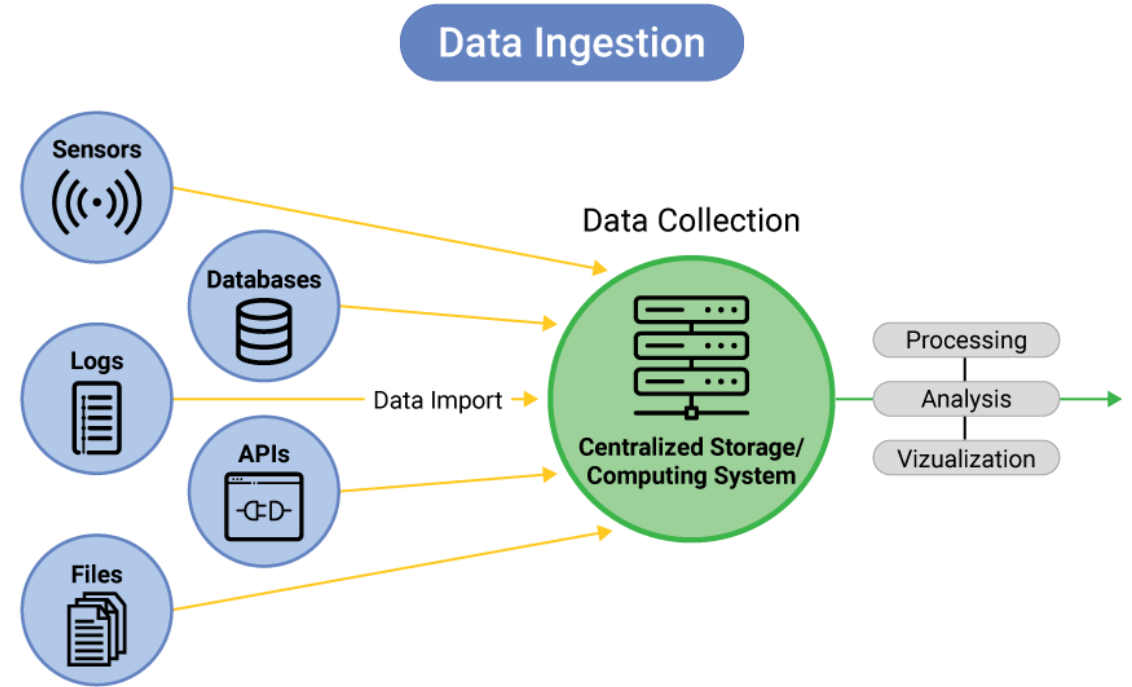 Data Ingestion
Sensors
Databases
Logs
APIs
Files
Data Import
Data Collection
Centralized Storage/
Computing System
Processing
Analysis
Vizualization